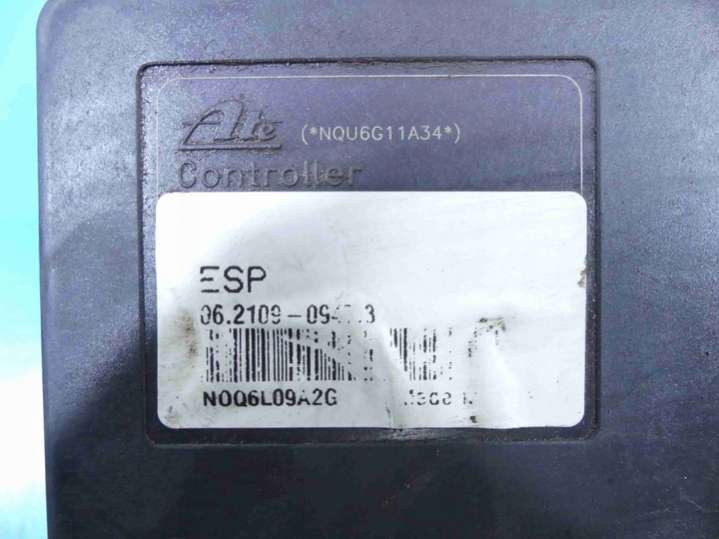 Ate (*NQU6G11A34*)
Controller
ESP
NOQ6L09A2G